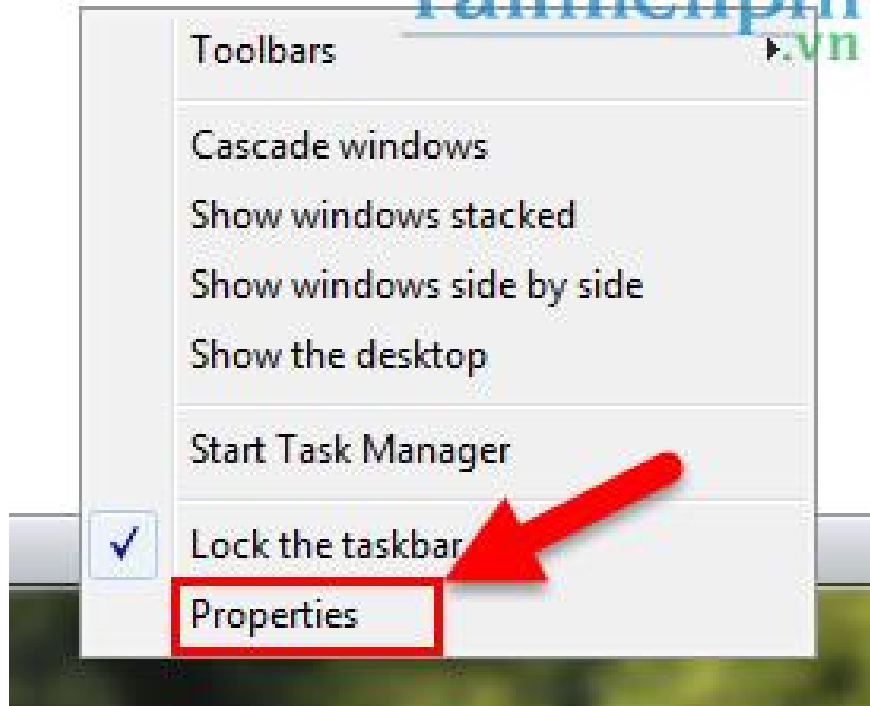 Toolbars
.vn
Cascade windows
Show windows stacked
Show windows side by side
Show the desktop
Start Task Manager
Lock the taskbar
Properties